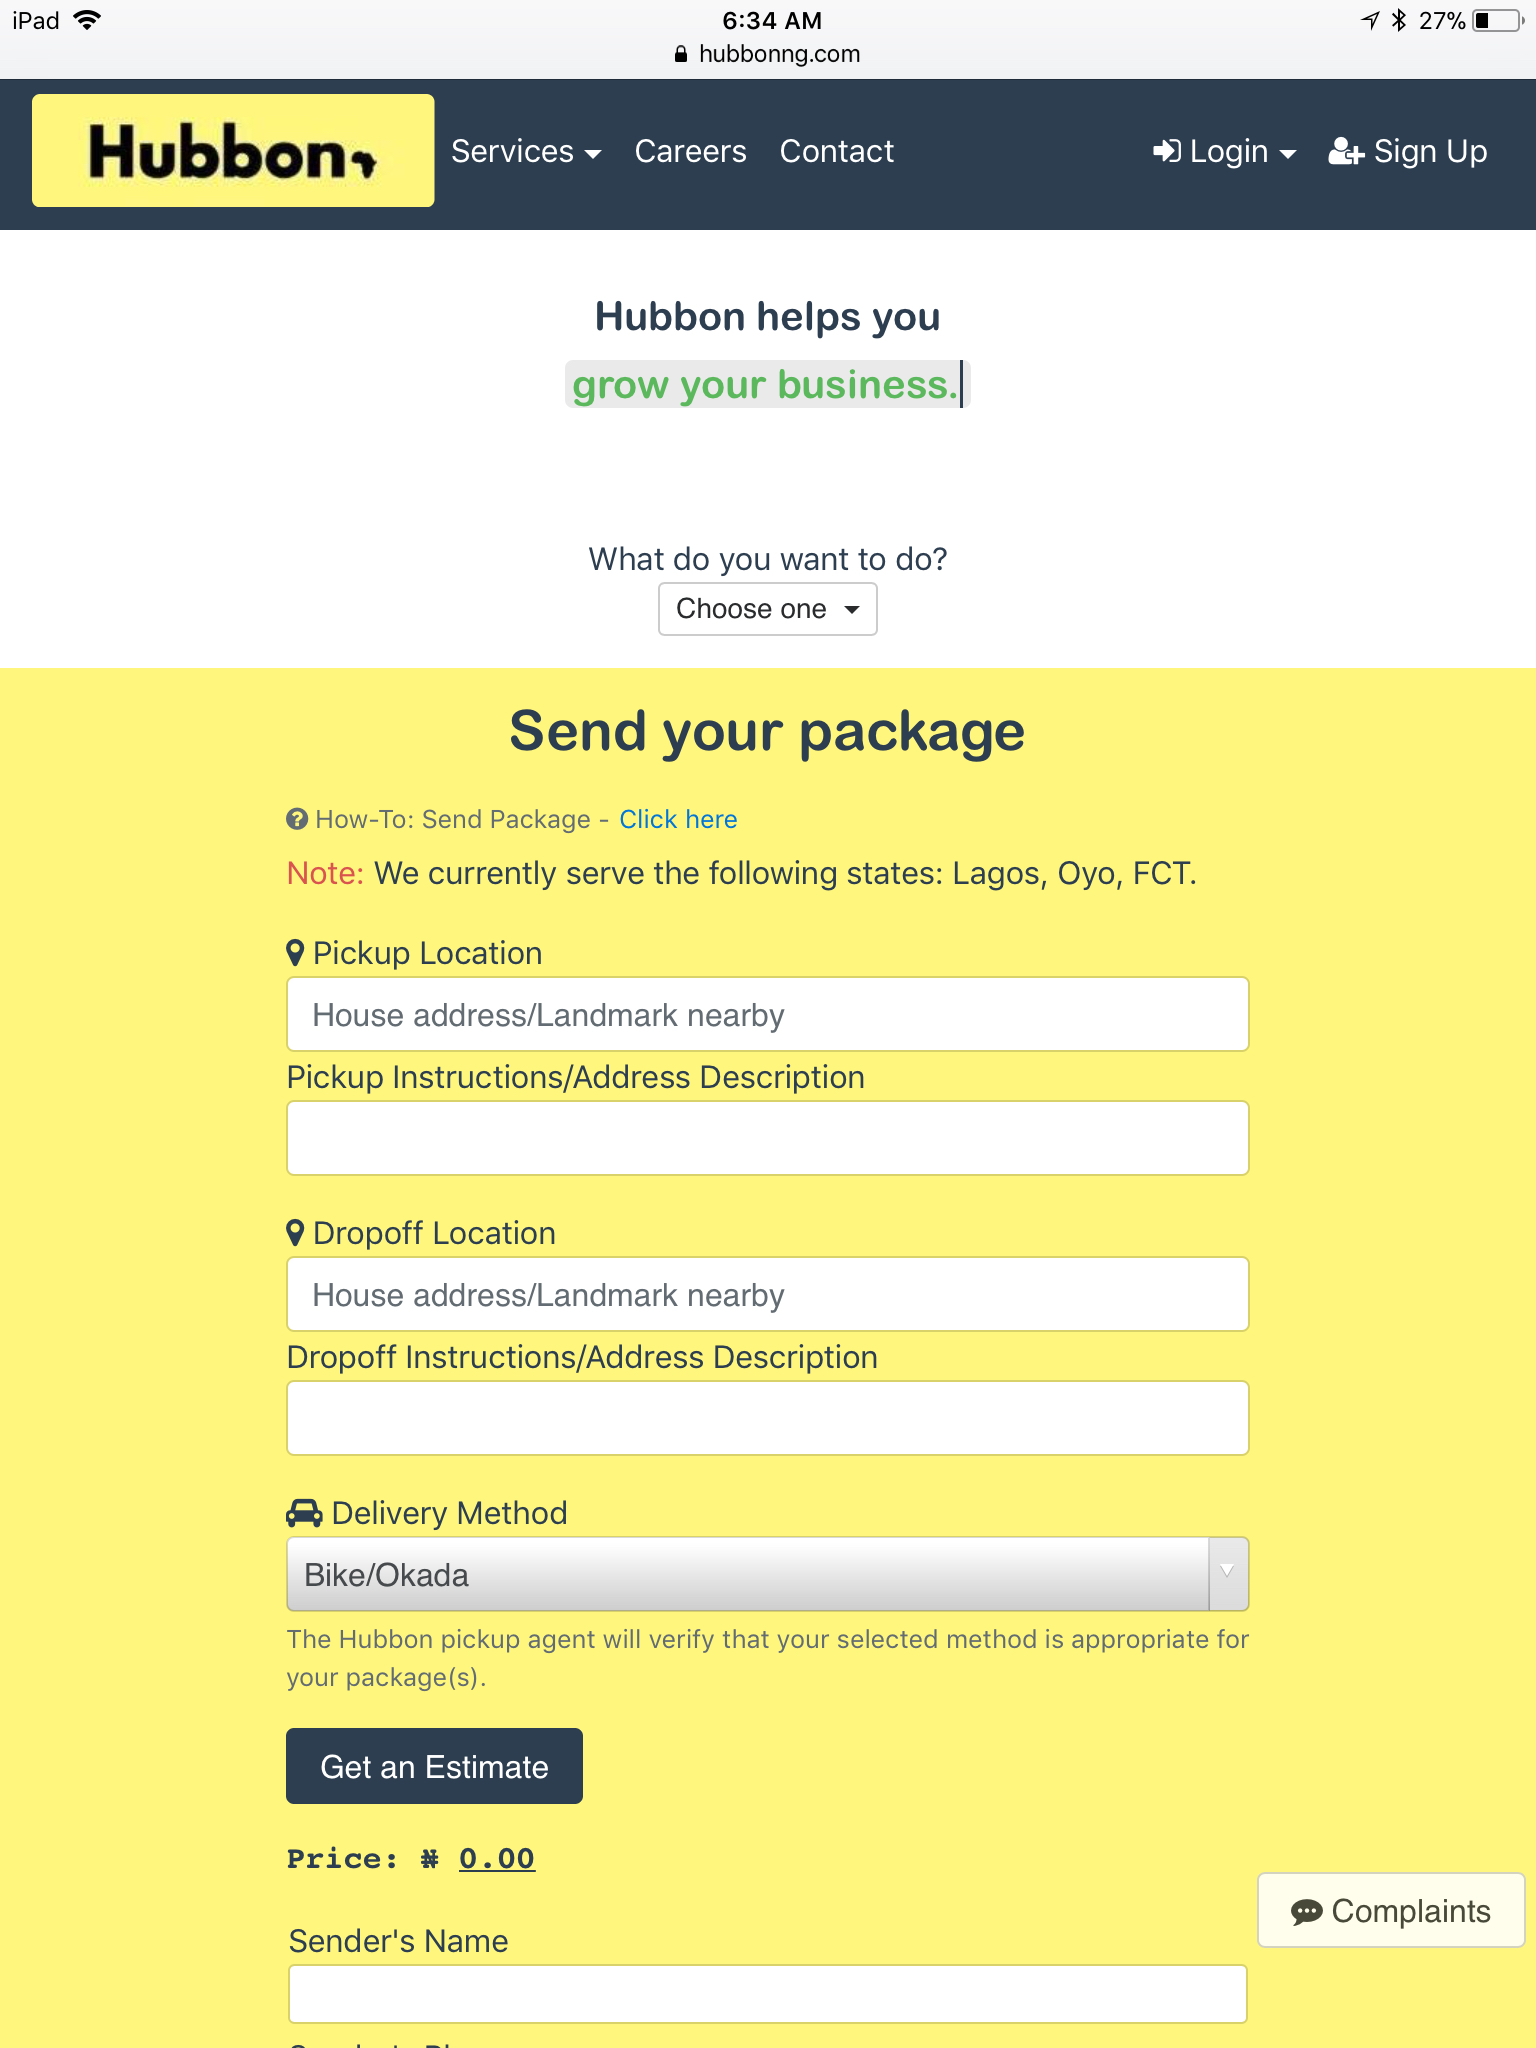 iPad 6:34 AM 27%
hubbonng.com
Hubbon
Services Careers Contact Login Sign Up
Hubbon helps you
grow your business.
What do you want to do?
Choose one
Send your package
How-To: Send Package - Click here
Note: We currently serve the following states: Lagos, Oyo, FCT.
Pickup Location
House address/Landmark nearby
Pickup Instructions/Address Description
Dropoff Location
House address/Landmark nearby
Dropoff Instructions/Address Description
Delivery Method
Bike/Okada
The Hubbon pickup agent will verify that your selected method is appropriate for
your package(s).
Get an Estimate
Price: ₦ 0.00
Complaints
Sender's Name